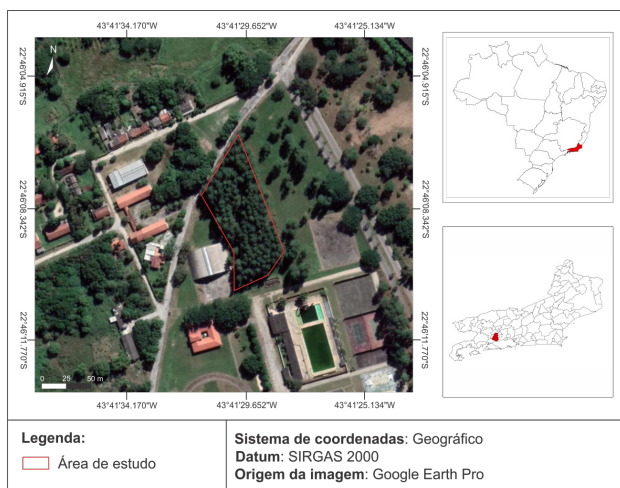 43°41'34.170"W 43°41'29.652"W 43°41'25.134"W
22°46'04.915"S
22°46'08.342"S
22°46'11.770"S
N
0 25 50 m
22°46'04.915"S
22°46'08.342"S
22°46'11.770"S
43°41'34.170"W 43°41'29.652"W 43°41'25.134"W
Legenda:
Área de estudo
Sistema de coordenadas: Geográfico
Datum: SIRGAS 2000
Origem da imagem: Google Earth Pro